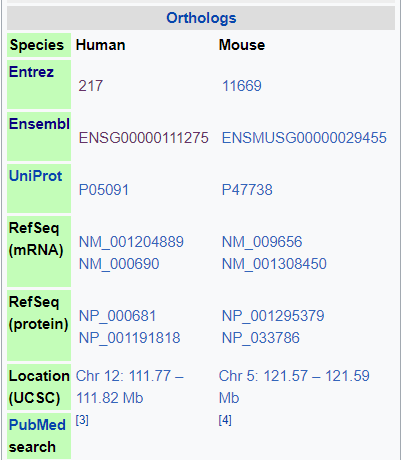 Orthologs
Species Human Mouse
Entrez
217 11669
Ensembl
ENSG00000111275 ENSMUSG00000029455
UniProt
P05091 P47738
RefSeq (mRNA)
NM_001204889
NM_000690
NM_009656
NM_001308450
RefSeq (protein)
NP_000681
NP_001191818
NP_001295379
NP_033786
Location (UCSC)
Chr 12: 111.77 –
111.82 Mb
Chr 5: 121.57 – 121.59
Mb
PubMed search
[3] [4]